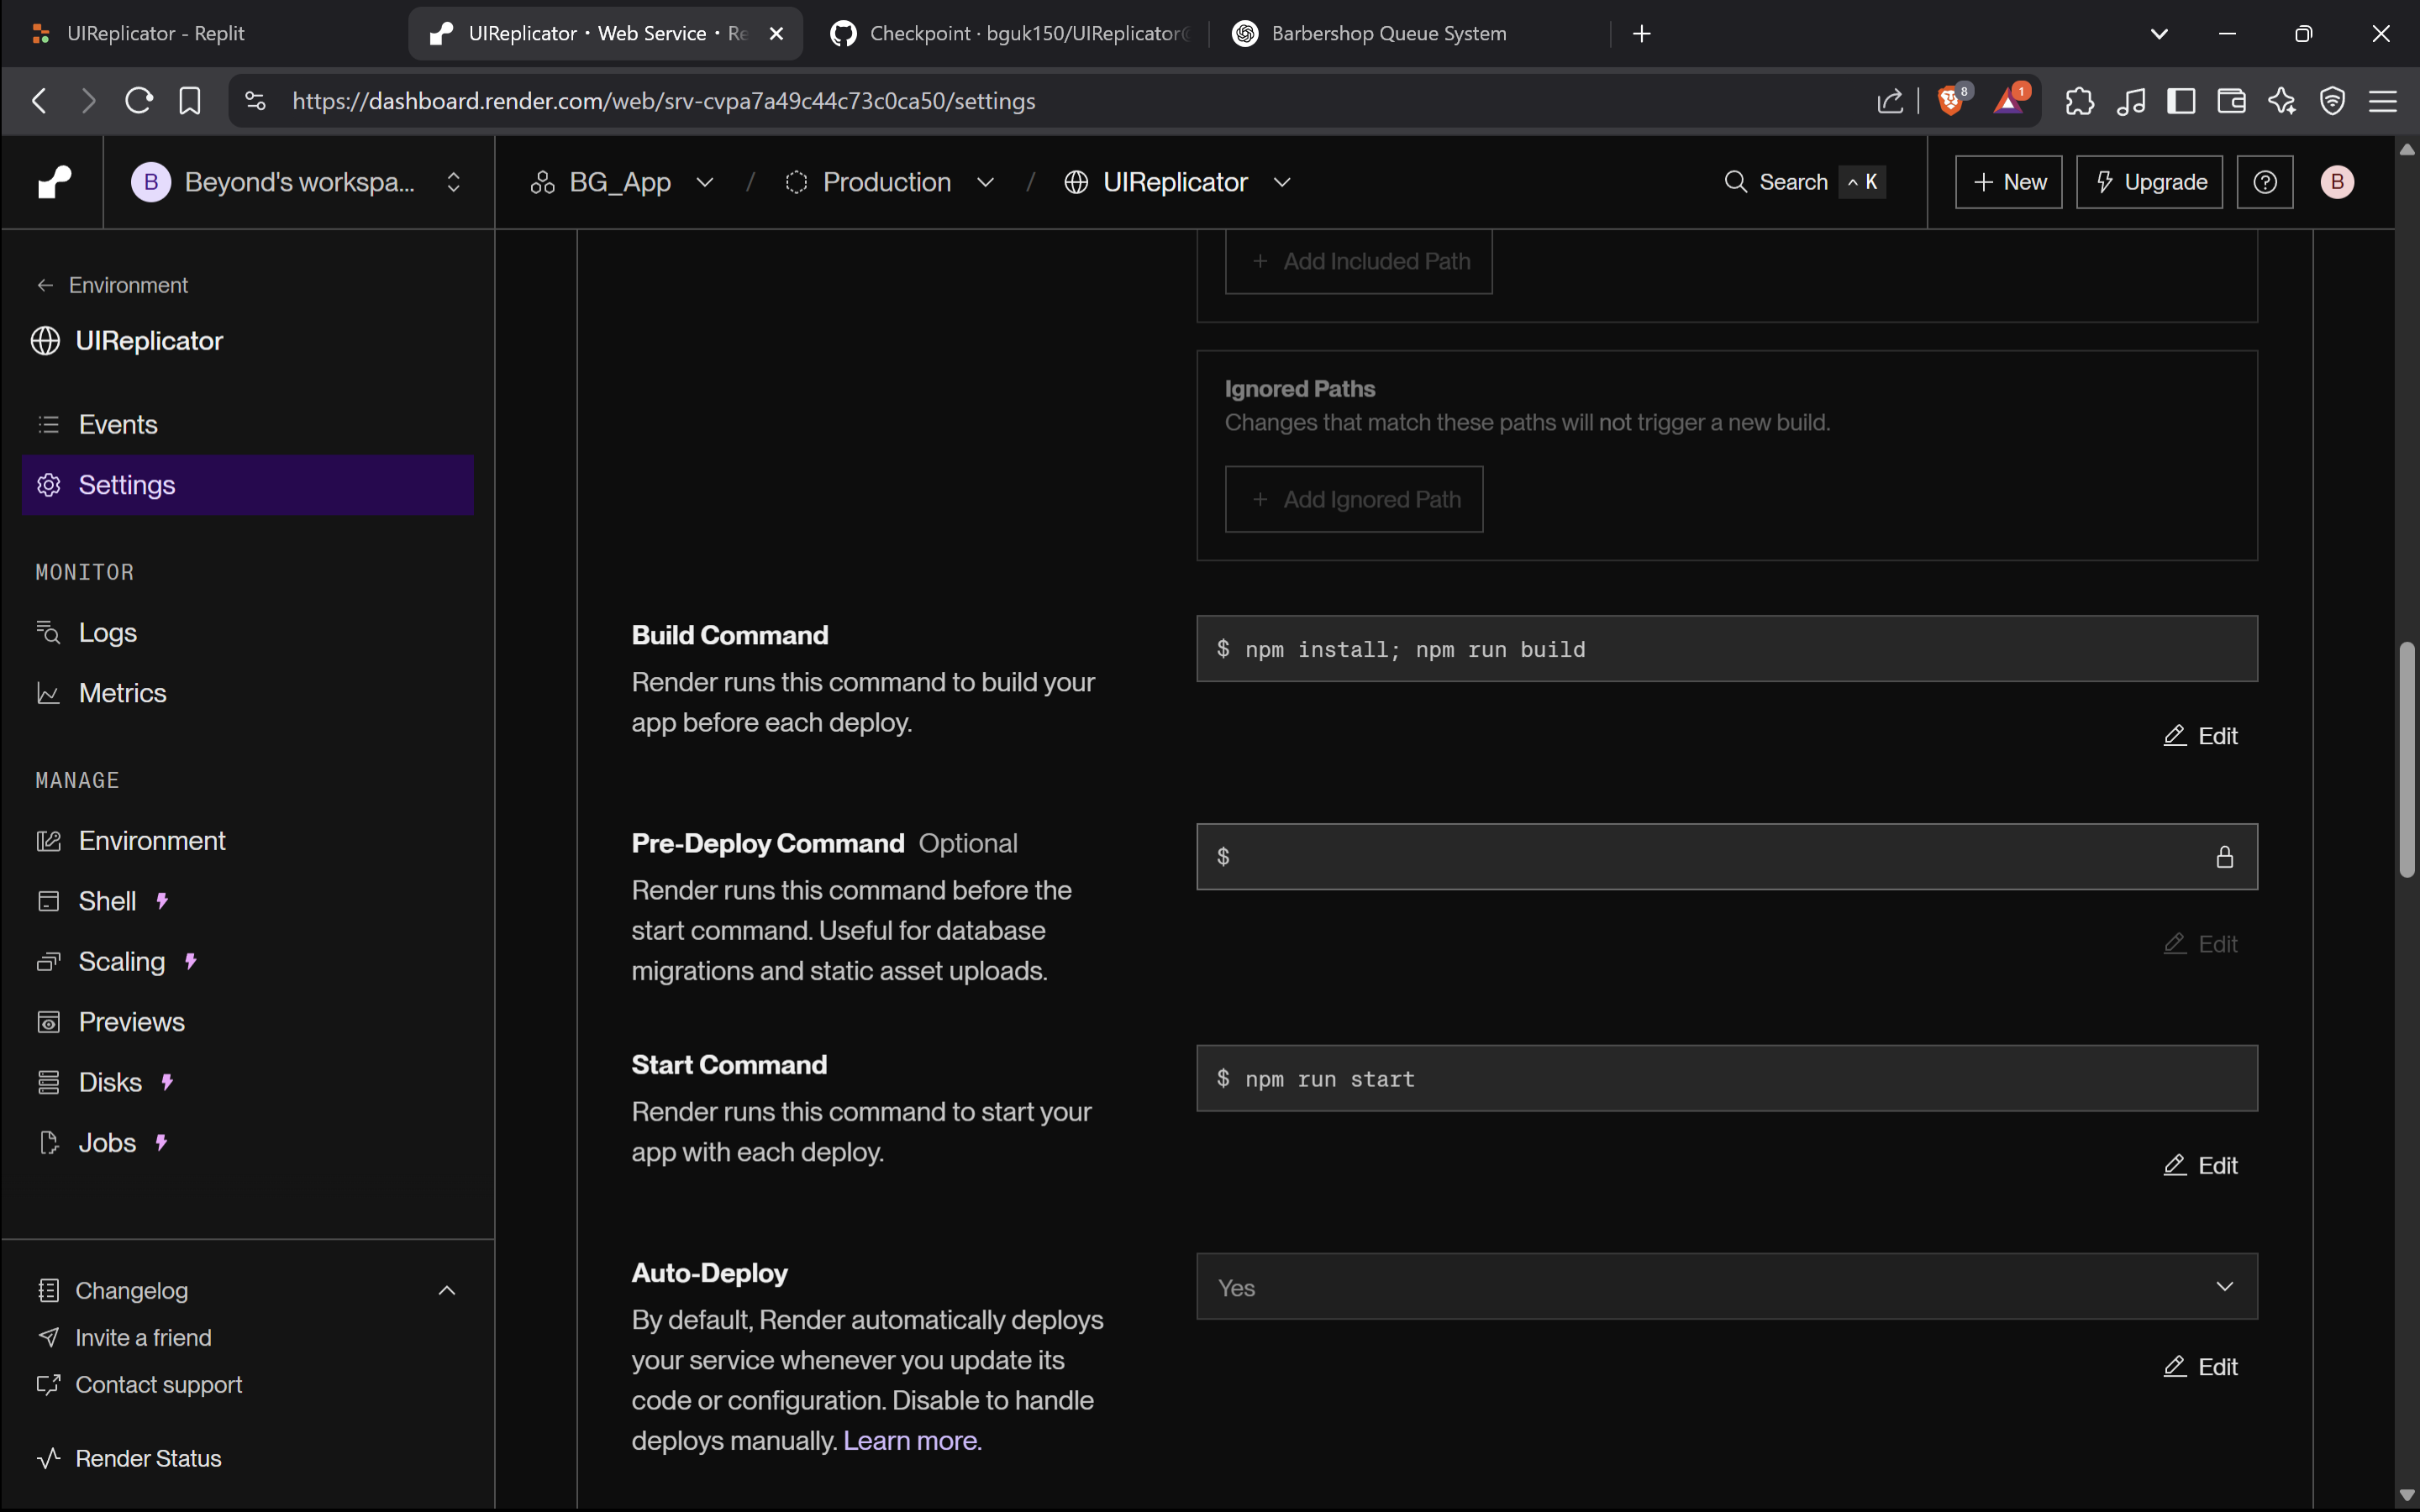 UIReplicator - Replit
UIReplicator • Web Service • Re
Checkpoint · bguk150/UIReplicator@
Barbershop Queue System
https://dashboard.render.com/web/srv-cvpa7a49c44c73c0ca50/settings
8
1
B
Beyond's workspa...
BG_App
/
Production
/
UIReplicator
Search
^ K
+ New
Upgrade
B
Environment
UIReplicator
Events
Settings
MONITOR
Logs
Metrics
MANAGE
Environment
Shell
Scaling
Previews
Disks
Jobs
Changelog
Invite a friend
Contact support
Render Status
+ Add Included Path
Ignored Paths
Changes that match these paths will not trigger a new build.
+ Add Ignored Path
Build Command
Render runs this command to build your
app before each deploy.
$ npm install; npm run build
Edit
Pre-Deploy Command Optional
Render runs this command before the
start command. Useful for database
migrations and static asset uploads.
$
Edit
Start Command
Render runs this command to start your
app with each deploy.
$ npm run start
Edit
Auto-Deploy
By default, Render automatically deploys
your service whenever you update its
code or configuration. Disable to handle
deploys manually. Learn more.
Yes
Edit